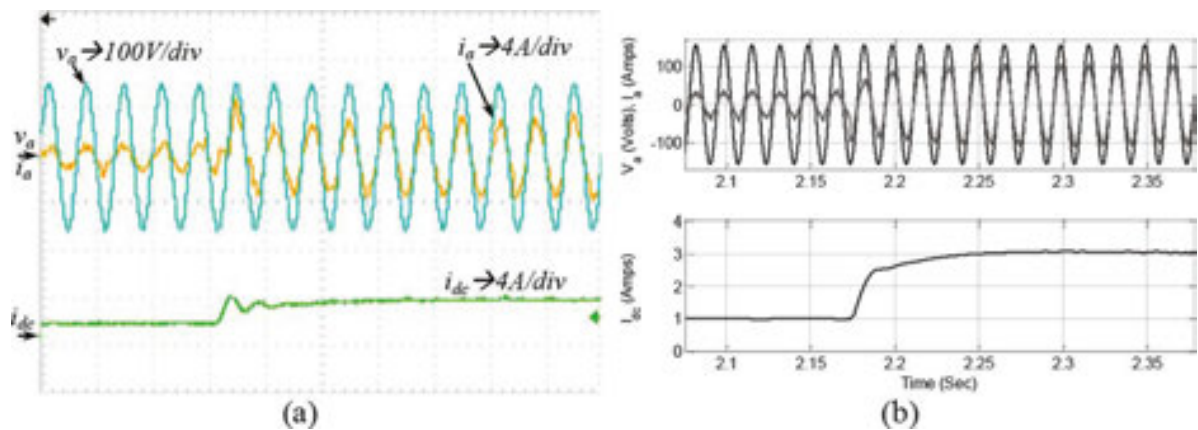 vₐ→100V/div
iₐ→4A/div
vₐ
iₐ
i_dc→4A/div
i_dc
(a)
Vₐ (Volts), Iₐ (Amps)
100
0
-100
2.1 2.15 2.2 2.25 2.3 2.35
I_dc (Amps)
4
3
2
1
0
2.1 2.15 2.2 2.25 2.3 2.35
Time (Sec)
(b)